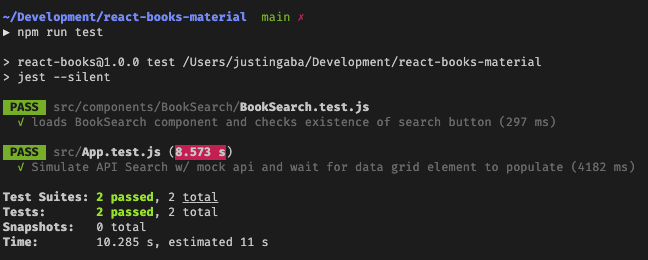 ~/Development/react-books-material main ✗
► npm run test
> react-books@1.0.0 test /Users/justingaba/Development/react-books-material
> jest --silent
PASS src/components/BookSearch/BookSearch.test.js
√ loads BookSearch component and checks existence of search button (297 ms)
PASS src/App.test.js (8.573 s)
√ Simulate API Search w/ mock api and wait for data grid element to populate (4182 ms)
Test Suites: 2 passed, 2 total
Tests: 2 passed, 2 total
Snapshots: 0 total
Time: 10.285 s, estimated 11 s